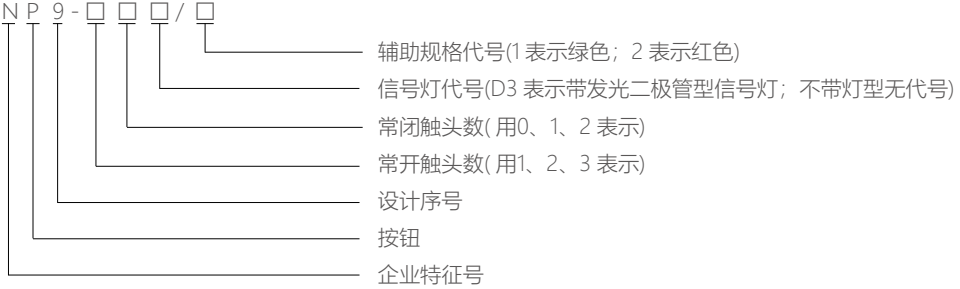 NP9-□□□/□
辅助规格代号(1表示绿色；2 表示红色)
信号灯代号(D3 表示带发光二极管型信号灯；不带灯型无代号)
常闭触头数( 用0、1、2 表示)
常开触头数( 用1、2、3 表示)
设计序号
按钮
企业特征号